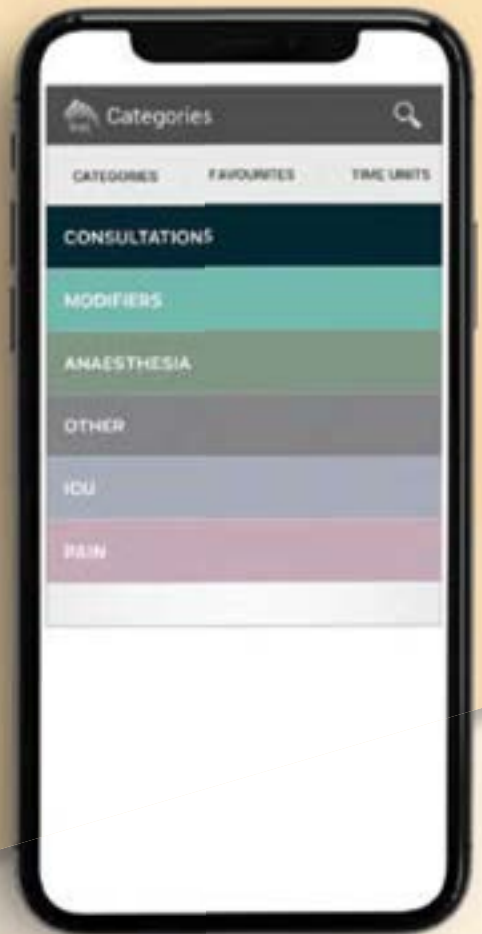 Categories
CATEGORIES FAVOURITES TIME UNITS
CONSULTATIONS
MODIFIERS
ANAESTHESIA
OTHER
ICU
PAIN